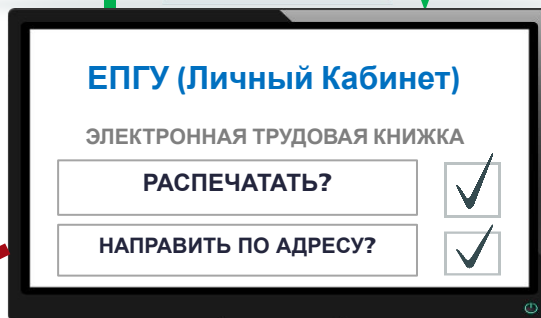 ЕПГУ (Личный Кабинет)
ЭЛЕКТРОННАЯ ТРУДОВАЯ КНИЖКА
РАСПЕЧАТАТЬ?
НАПРАВИТЬ ПО АДРЕСУ?